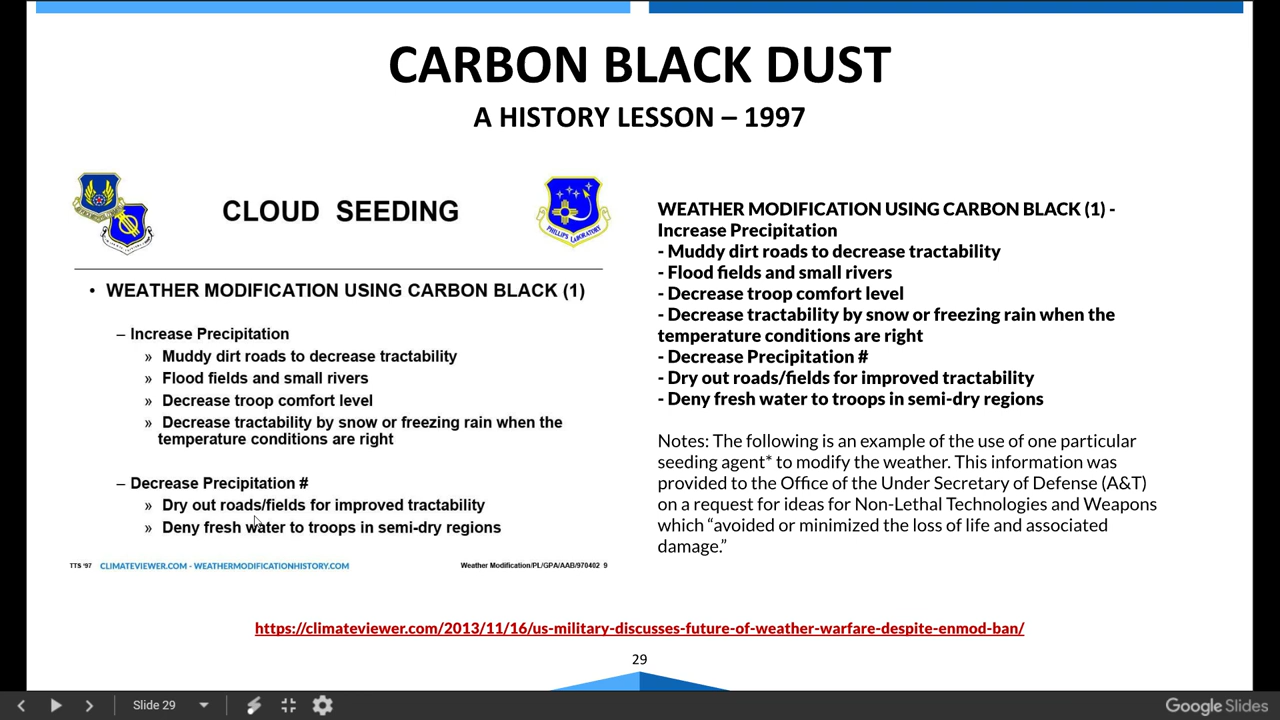 CARBON BLACK DUST
A HISTORY LESSON – 1997
CLOUD SEEDING
PHILLIPS LABORATORY
• WEATHER MODIFICATION USING CARBON BLACK (1)
– Increase Precipitation
» Muddy dirt roads to decrease tractability
» Flood fields and small rivers
» Decrease troop comfort level
» Decrease tractability by snow or freezing rain when the
temperature conditions are right
– Decrease Precipitation #
» Dry out roads/fields for improved tractability
» Deny fresh water to troops in semi-dry regions
TTS '97 CLIMATEVIEWER.COM - WEATHERMODIFICATIONHISTORY.COM
Weather Modification/PL/GPA/AAB/970402 9
WEATHER MODIFICATION USING CARBON BLACK (1) -
Increase Precipitation
- Muddy dirt roads to decrease tractability
- Flood fields and small rivers
- Decrease troop comfort level
- Decrease tractability by snow or freezing rain when the
temperature conditions are right
- Decrease Precipitation #
- Dry out roads/fields for improved tractability
- Deny fresh water to troops in semi-dry regions
Notes: The following is an example of the use of one particular
seeding agent* to modify the weather. This information was
provided to the Office of the Under Secretary of Defense (A&T)
on a request for ideas for Non-Lethal Technologies and Weapons
which “avoided or minimized the loss of life and associated
damage.”
https://climateviewer.com/2013/11/16/us-military-discusses-future-of-weather-warfare-despite-enmod-ban/
29
Slide 29
Google Slides